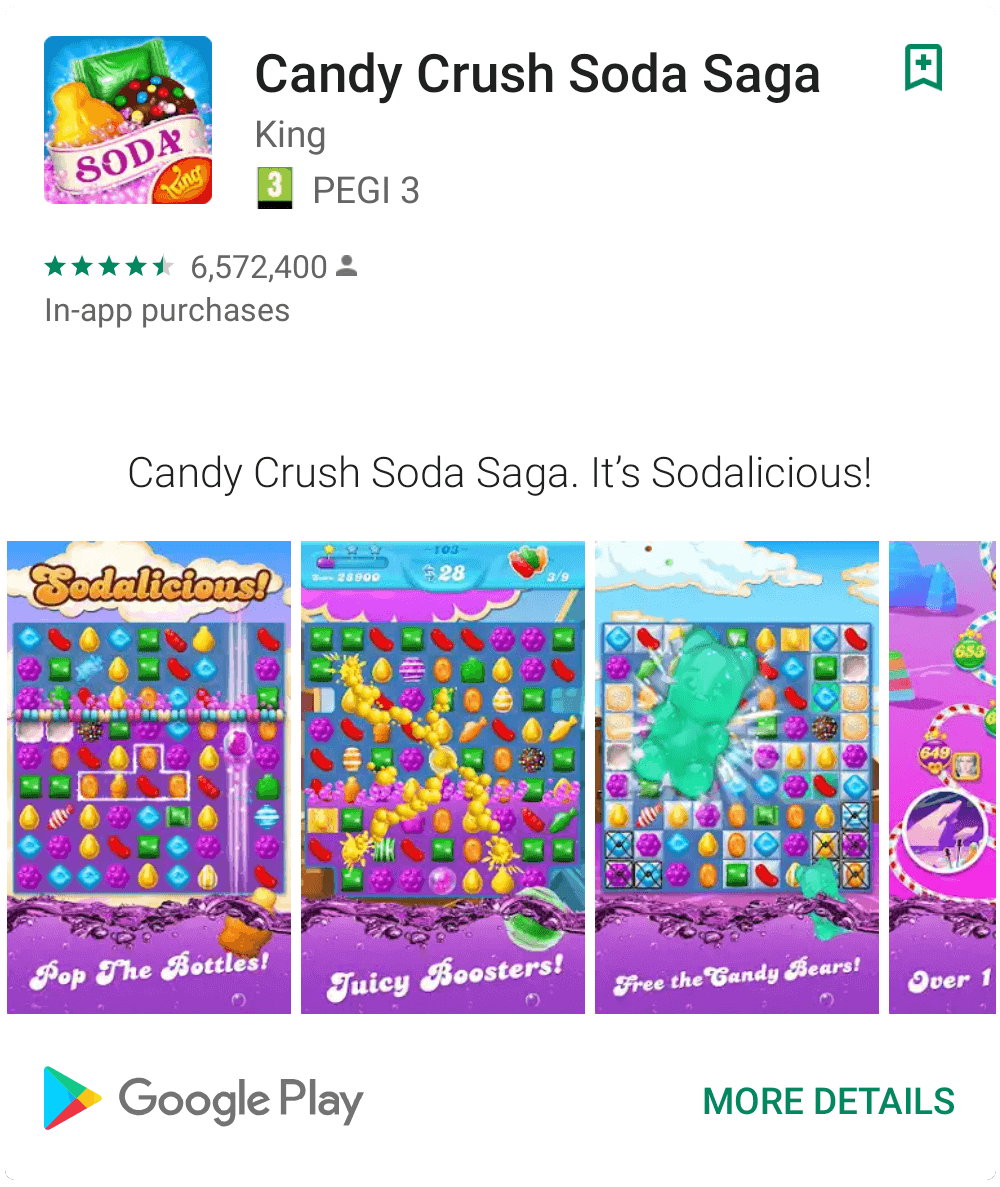 SODA
King
Candy Crush Soda Saga
King
3
PEGI 3
6,572,400
In-app purchases
Candy Crush Soda Saga. It’s Sodalicious!
Sodalicious!
Pop The Bottles!
103
Score: 28900
28
3/9
Juicy Boosters!
Free the Candy Bears!
653
649
Over 1
Google Play
MORE DETAILS